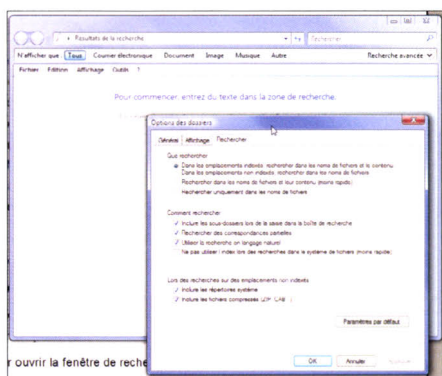 Résultats de la recherche
Rechercher
N'afficher que Tous Courrier électronique Document Image Musique Autre Recherche avancée
Fichier Edition Affichage Outils ?
Pour commencer, entrez du texte dans la zone de recherche.
Options des dossiers
Général Affichage Rechercher
Que rechercher
Dans les emplacements indexés, rechercher dans les noms de fichiers et le contenu
Dans les emplacements non indexés, rechercher dans les noms de fichiers
Rechercher dans les noms de fichiers et leur contenu (moins rapide)
Rechercher uniquement dans les noms de fichiers
Comment rechercher
Inclure les sous-dossiers lors de la saisie dans la boîte de recherche
Rechercher des correspondances partielles
Utiliser la recherche en langage naturel
Ne pas utiliser l'index lors des recherches dans le système de fichiers (moins rapide)
Lors des recherches sur des emplacements non indexés
Inclure les répertoires système
Inclure les fichiers compressés (ZIP, CAB...)
Paramètres par défaut
OK Annuler
r ouvrir la fenêtre de reche